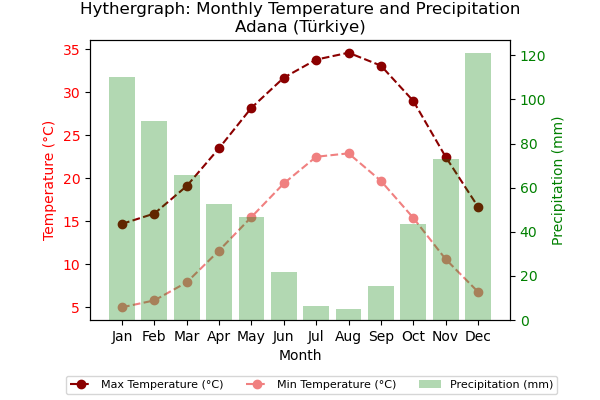 Hythergraph: Monthly Temperature and Precipitation
Adana (Türkiye)
35
30
25
20
15
10
5
Temperature (°C)
120
100
80
60
40
20
0
Precipitation (mm)
Jan Feb Mar Apr May Jun Jul Aug Sep Oct Nov Dec
Month
Max Temperature (°C) Min Temperature (°C) Precipitation (mm)